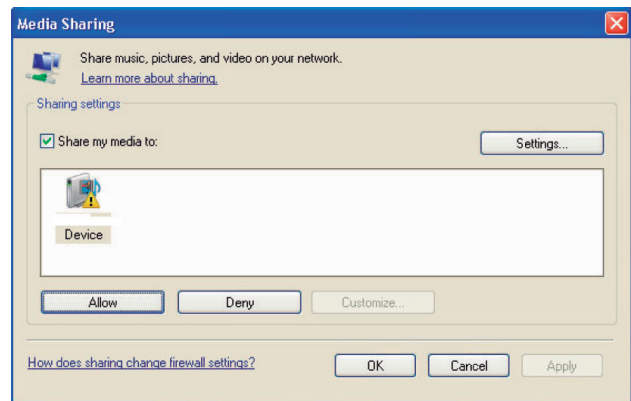 Media Sharing
Share music, pictures, and video on your network.
Learn more about sharing.
Sharing settings
Share my media to:
Settings...
Device
Allow
Deny
Customize...
How does sharing change firewall settings?
OK
Cancel
Apply